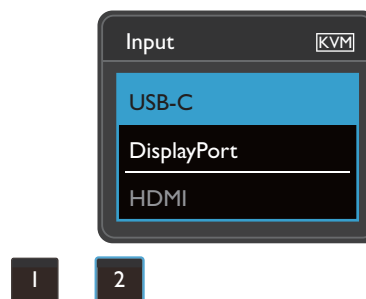 Input KVM
USB-C
DisplayPort
HDMI
1 2